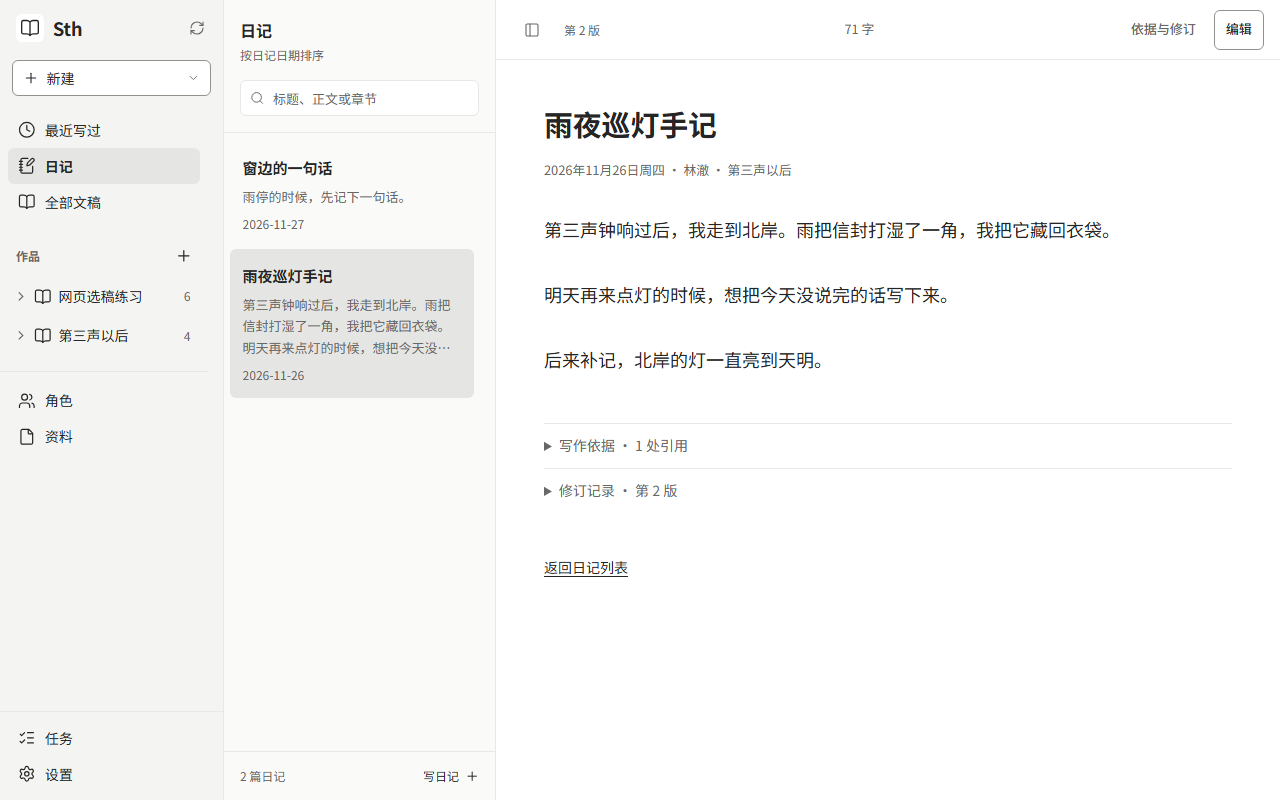 Sth
新建
最近写过
日记
全部文稿
作品
网页选稿练习 6
第三声以后 4
角色
资料
任务
设置
日记
按日记日期排序
标题、正文或章节
窗边的一句话
雨停的时候，先记下一句话。
2026-11-27
雨夜巡灯手记
第三声钟响过后，我走到北岸。雨把
信封打湿了一角，我把它藏回衣袋。
明天再来点灯的时候，想把今天没…
2026-11-26
2 篇日记 写日记
第 2 版 71 字 依据与修订 编辑
雨夜巡灯手记
2026年11月26日周四 · 林澈 · 第三声以后
第三声钟响过后，我走到北岸。雨把信封打湿了一角，我把它藏回衣袋。
明天再来点灯的时候，想把今天没说完的话写下来。
后来补记，北岸的灯一直亮到天明。
写作依据 · 1 处引用
修订记录 · 第 2 版
返回日记列表